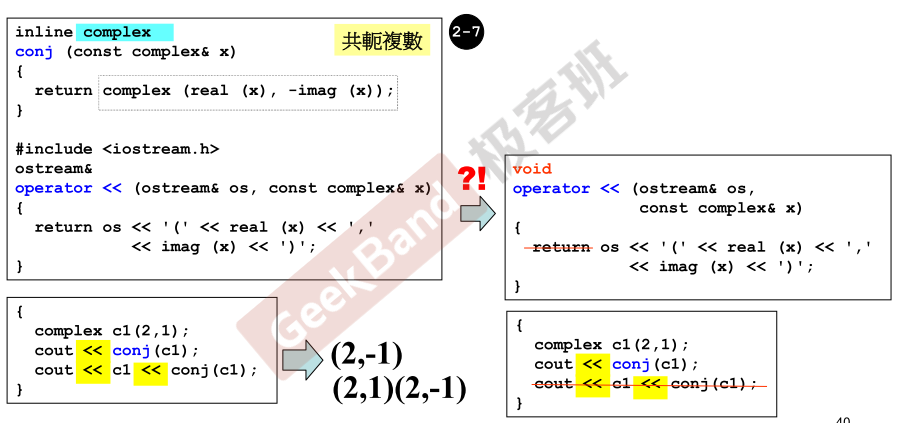 inline complex
conj (const complex& x)
{
return complex (real (x), -imag (x));
}
共軛複數
2-7
#include <iostream.h>
ostream&
operator << (ostream& os, const complex& x)
{
return os << '(' << real (x) << ','
<< imag (x) << ')';
}
?!
void
operator << (ostream& os,
const complex& x)
{
return os << '(' << real (x) << ','
<< imag (x) << ')';
}
{
complex c1(2,1);
cout << conj(c1);
cout << c1 << conj(c1);
}
(2,-1)
(2,1)(2,-1)
{
complex c1(2,1);
cout << conj(c1);
cout << c1 << conj(c1);
}
GeekBand 极客班